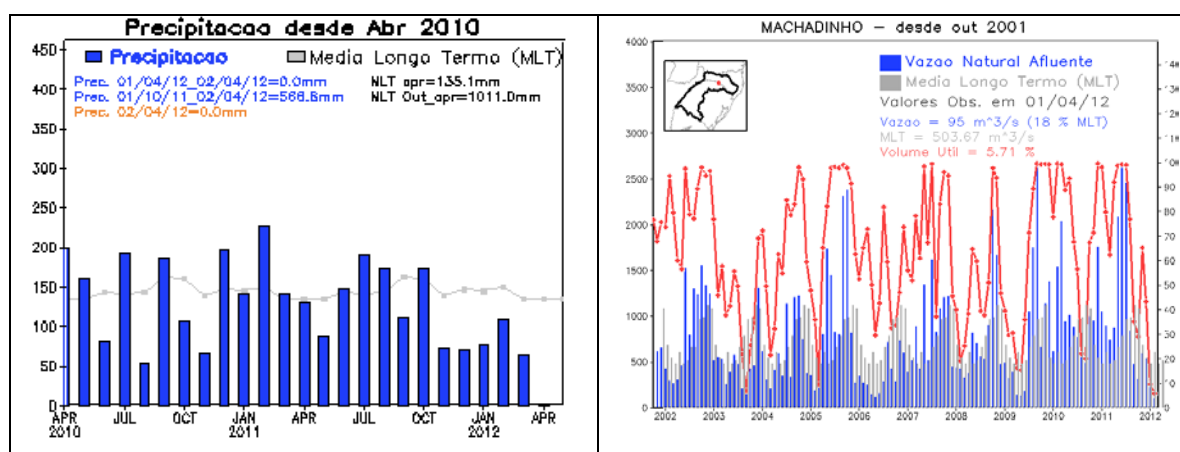 Precipitacao desde Abr 2010
450
400
350
300
250
200
150
100
50
0
Precipitacao
Media Longo Termo (MLT)
Prec. 01/04/12_02/04/12=0.0mm
NLT apr=135.1mm
Prec. 01/10/11_02/04/12=566.8mm
NLT Out_apr=1011.0mm
Prec. 02/04/12=0.0mm
APR JUL OCT JAN APR JUL OCT JAN APR
2010 2011 2012
MACHADINHO – desde out 2001
4000
3500
3000
2500
2000
1500
1000
500
0
Vazao Natural Afluente
Media Longo Termo (MLT)
Valores Obs. em 01/04/12
Vazao = 95 m^3/s (18 % MLT)
MLT = 503.67 m^3/s
Volume Util = 5.71 %
90
80
70
60
50
40
30
20
10
0
2002 2003 2004 2005 2006 2007 2008 2009 2010 2011 2012